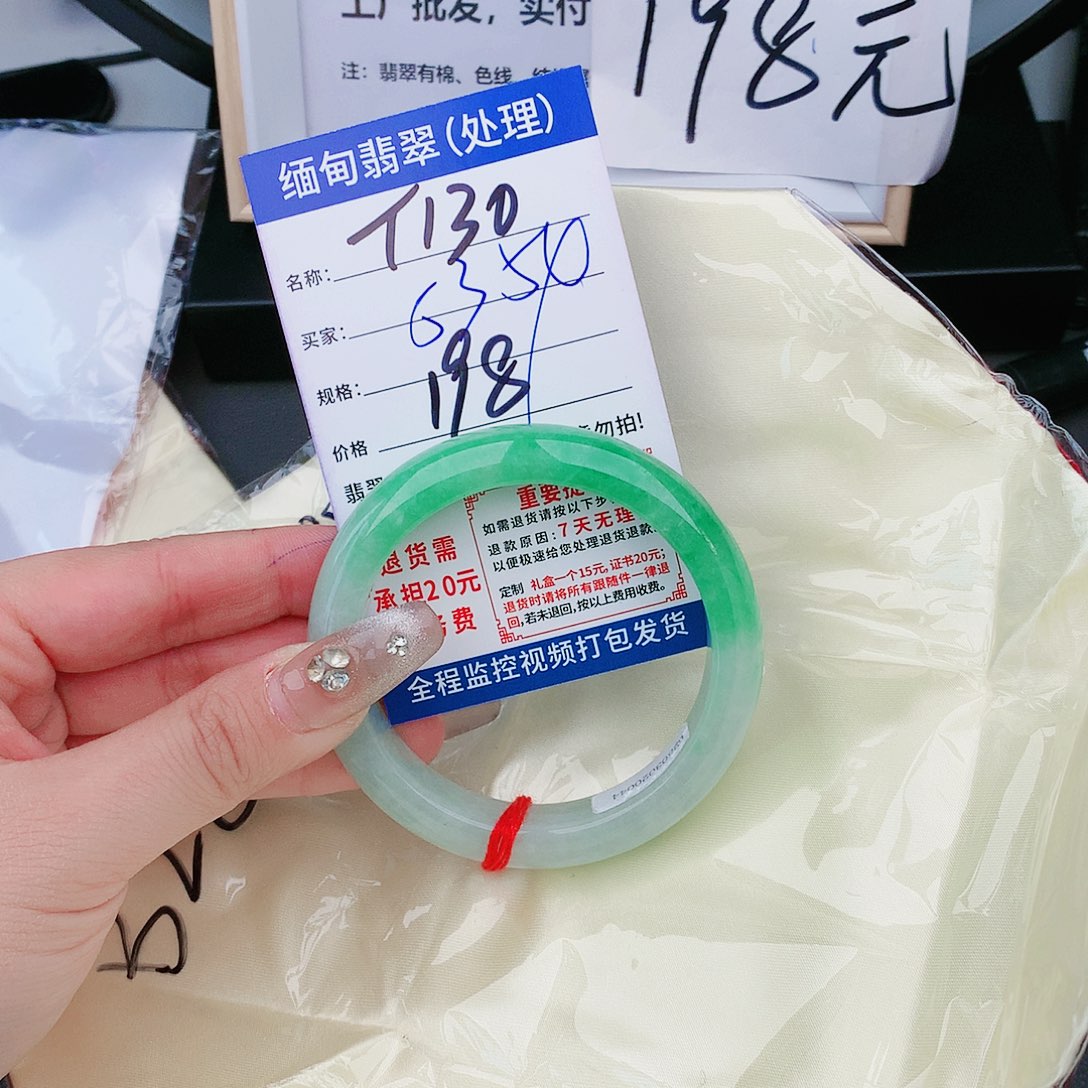 工厂批发，实付
198元
注：翡翠有棉、色线
缅甸翡翠(处理)
名称： T130
买家： 6350
规格： 198
价格
勿拍!
翡翠
重要提
如需退货请按以下步
退款原因：7天无理
以便极速给您处理退货退款
退货需
承担20元
费
定制 礼盒一个15元，证书20元；
退货时请将所有跟随件一律退
回，若未退回，按以上费用收费。
全程监控视频打包发货